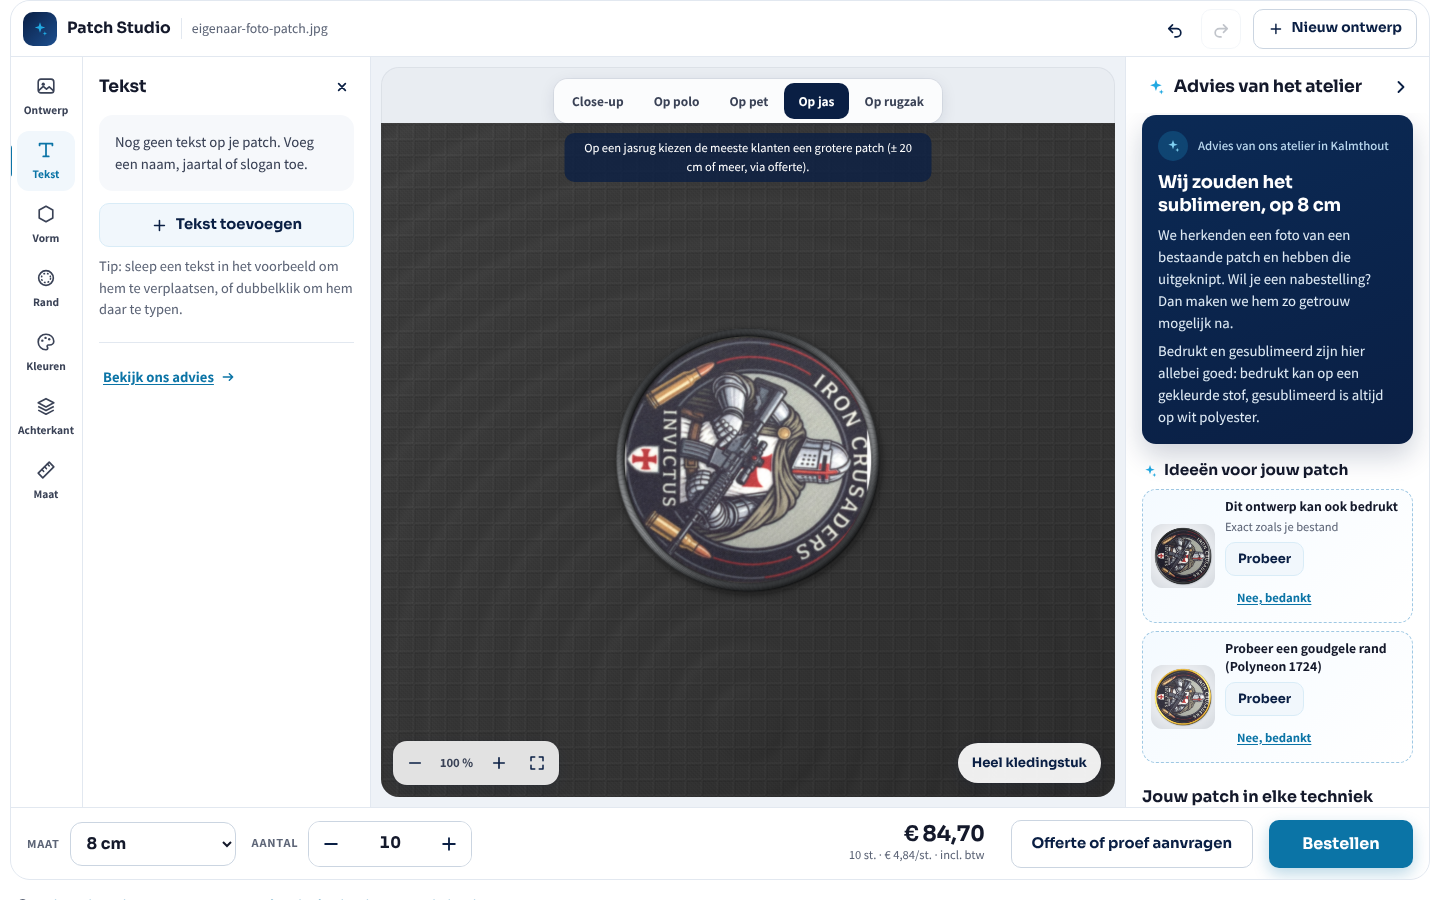 Patch Studio
eigenaar-foto-patch.jpg
Nieuw ontwerp
Ontwerp
Tekst
Vorm
Rand
Kleuren
Achterkant
Maat
Tekst
Nog geen tekst op je patch. Voeg
een naam, jaartal of slogan toe.
Tekst toevoegen
Tip: sleep een tekst in het voorbeeld om
hem te verplaatsen, of dubbelklik om hem
daar te typen.
Bekijk ons advies
Close-up
Op polo
Op pet
Op jas
Op rugzak
Op een jasrug kiezen de meeste klanten een grotere patch (± 20
cm of meer, via offerte).
IRON CRUSADERS
INVICTUS
100 %
Heel kledingstuk
Advies van het atelier
Advies van ons atelier in Kalmthout
Wij zouden het
sublimeren, op 8 cm
We herkenden een foto van een
bestaande patch en hebben die
uitgeknipt. Wil je een nabestelling?
Dan maken we hem zo getrouw
mogelijk na.
Bedrukt en gesublimeerd zijn hier
allebei goed: bedrukt kan op een
gekleurde stof, gesublimeerd is altijd
op wit polyester.
Ideeën voor jouw patch
Dit ontwerp kan ook bedrukt
Exact zoals je bestand
Probeer
Nee, bedankt
Probeer een goudgele rand
(Polyneon 1724)
Probeer
Nee, bedankt
Jouw patch in elke techniek
MAAT
8 cm
AANTAL
10
€ 84,70
10 st. · € 4,84/st. · incl. btw
Offerte of proef aanvragen
Bestellen